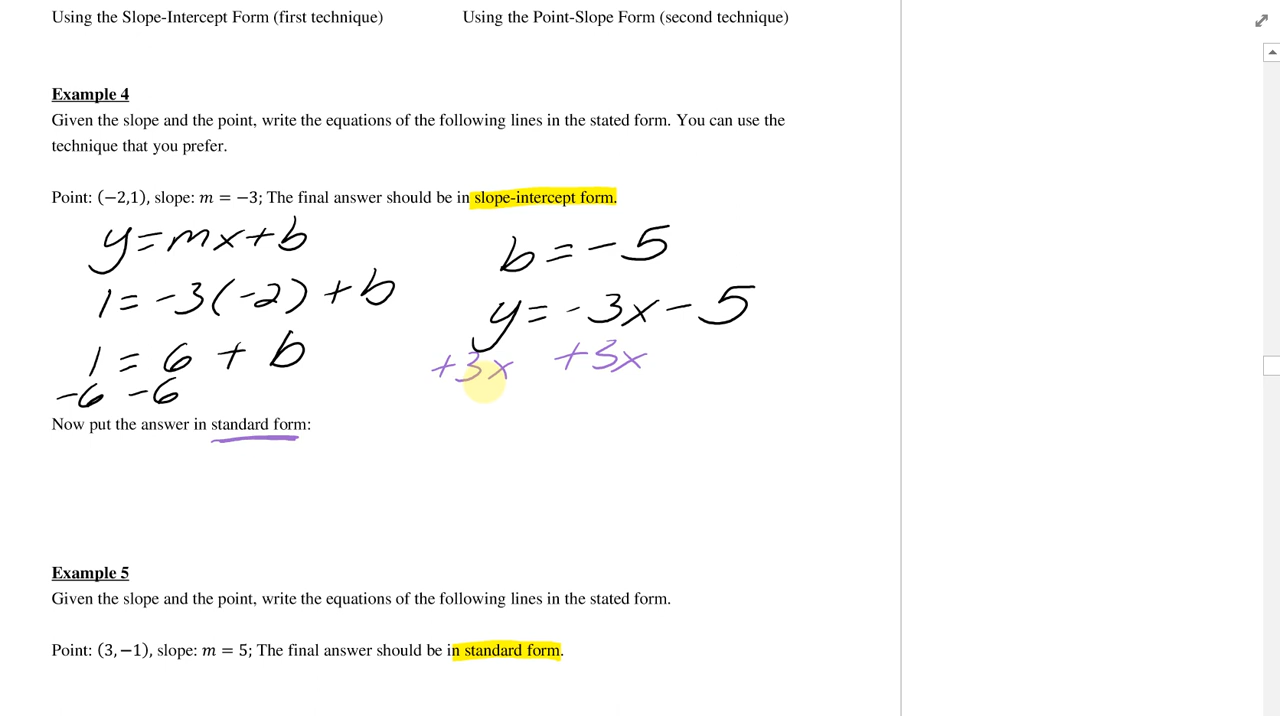 Using the Slope-Intercept Form (first technique)
Using the Point-Slope Form (second technique)
Example 4
Given the slope and the point, write the equations of the following lines in the stated form. You can use the
technique that you prefer.
Point: (−2,1), slope: m = −3; The final answer should be in slope-intercept form.
y=mx+b
1=-3(-2)+b
1=6+b
-6 -6
b=-5
y=-3x-5
+3x +3x
Now put the answer in standard form:
Example 5
Given the slope and the point, write the equations of the following lines in the stated form.
Point: (3,−1), slope: m = 5; The final answer should be in standard form.